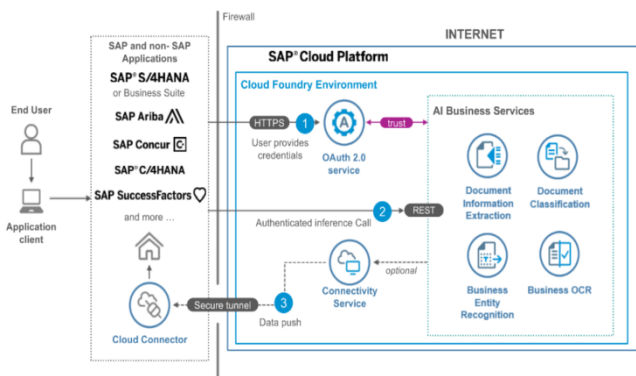 Firewall
INTERNET
SAP and non- SAP
Applications
SAP® S/4HANA
or Business Suite
SAP Ariba
SAP Concur C.
SAP® C/4HANA
SAP SuccessFactors
and more ...
End User
Application
client
Cloud Connector
SAP® Cloud Platform
Cloud Foundry Environment
HTTPS 1
User provides
credentials
A
OAuth 2.0
service
trust
AI Business Services
Document
Information
Extraction
Document
Classification
2 REST
Authenticated inference Call
Business
Entity
Recognition
Business OCR
optional
Connectivity
Service
Secure tunnel 3
Data push